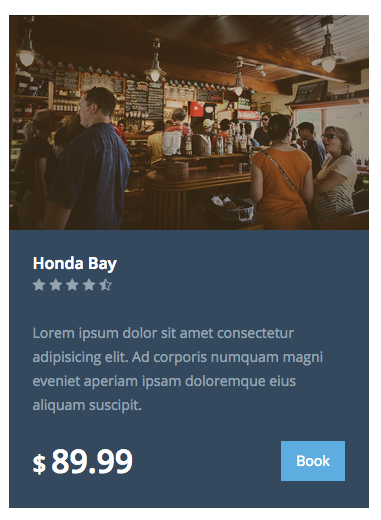 Honda Bay
Lorem ipsum dolor sit amet consectetur
adipisicing elit. Ad corporis numquam magni
eveniet aperiam ipsam doloremque eius
aliquam suscipit.
$ 89.99
Book